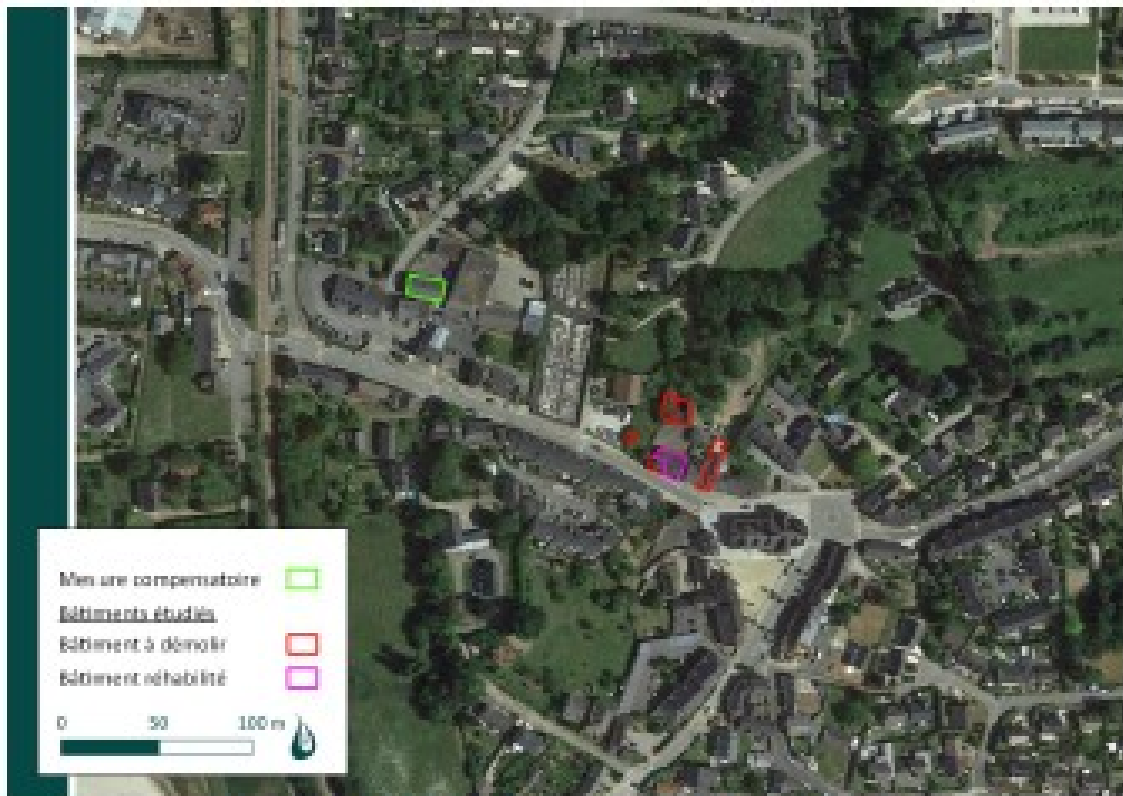 Mesure compensatoire
Bâtiments étudiés
Bâtiment à démolir
Bâtiment réhabilité
0 50 100 m